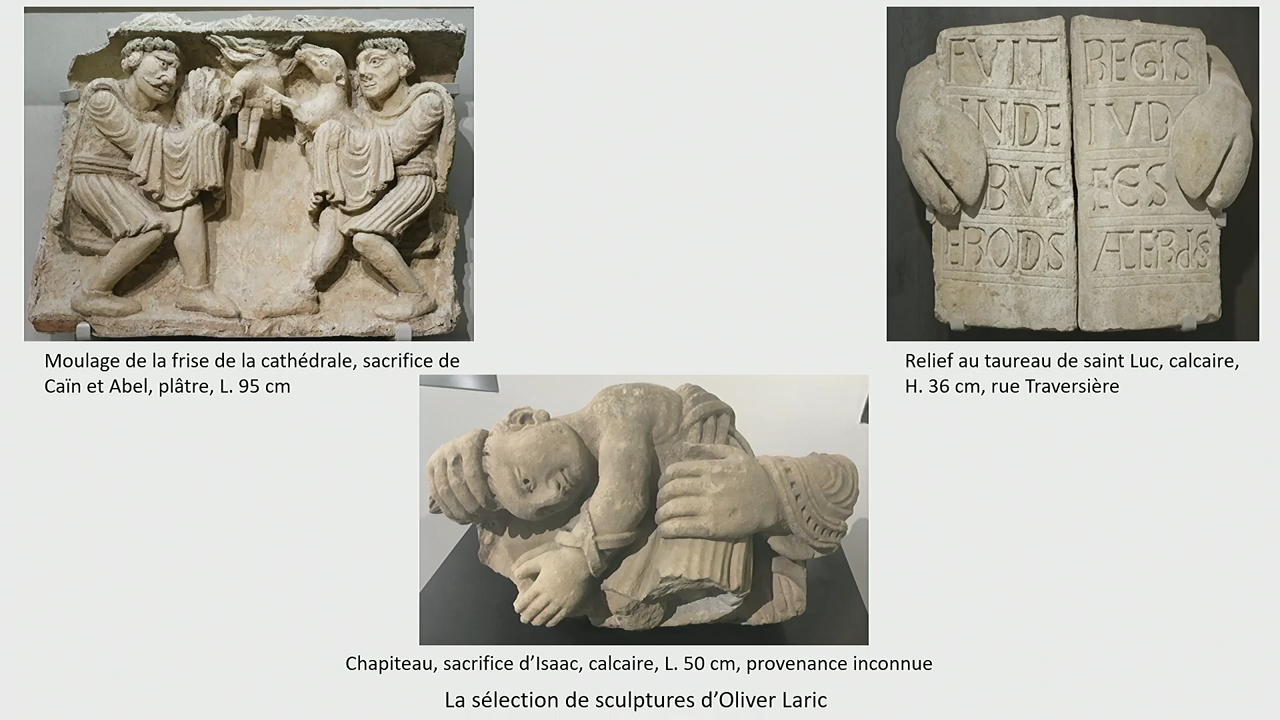 FVIT
INDE
BVS
ERODS
REGIS
IVD
EES
ÆERdS
Moulage de la frise de la cathédrale, sacrifice de
Caïn et Abel, plâtre, L. 95 cm
Relief au taureau de saint Luc, calcaire,
H. 36 cm, rue Traversière
Chapiteau, sacrifice d’Isaac, calcaire, L. 50 cm, provenance inconnue
La sélection de sculptures d’Oliver Laric